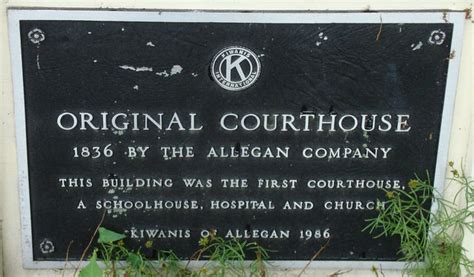 KIWANIS
K
INTERNATIONAL
ORIGINAL COURTHOUSE
1836 BY THE ALLEGAN COMPANY
THIS BUILDING WAS THE FIRST COURTHOUSE,
A SCHOOLHOUSE, HOSPITAL AND CHURCH
KIWANIS OF ALLEGAN 1986